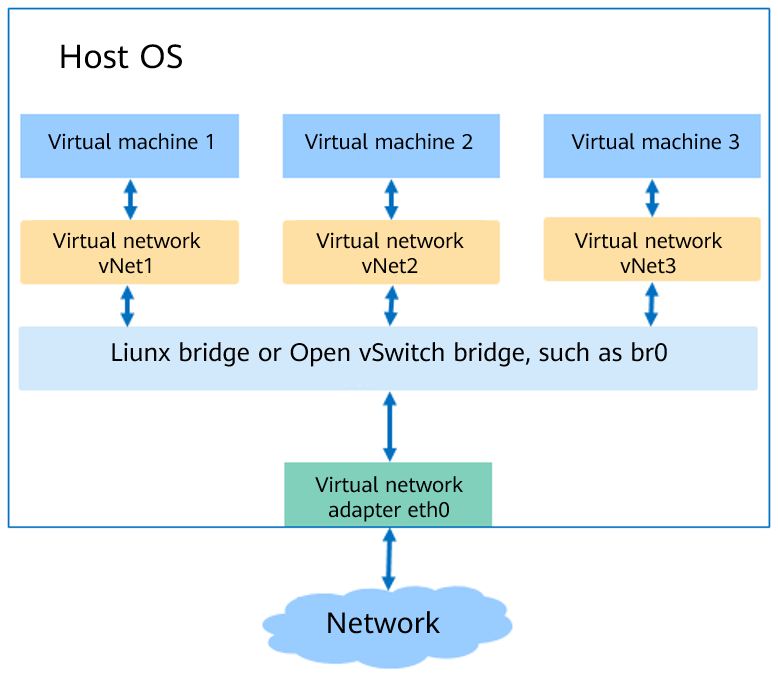 Host OS
Virtual machine 1
Virtual machine 2
Virtual machine 3
Virtual network
vNet1
Virtual network
vNet2
Virtual network
vNet3
Liunx bridge or Open vSwitch bridge, such as br0
Virtual network
adapter eth0
Network